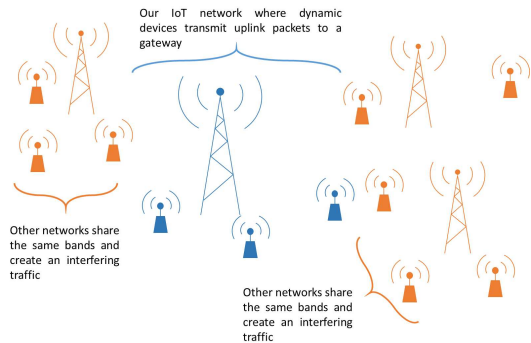 Our IoT network where dynamic
devices transmit uplink packets to a
gateway
Other networks share
the same bands and
create an interfering
traffic
Other networks share
the same bands and
create an interfering
traffic